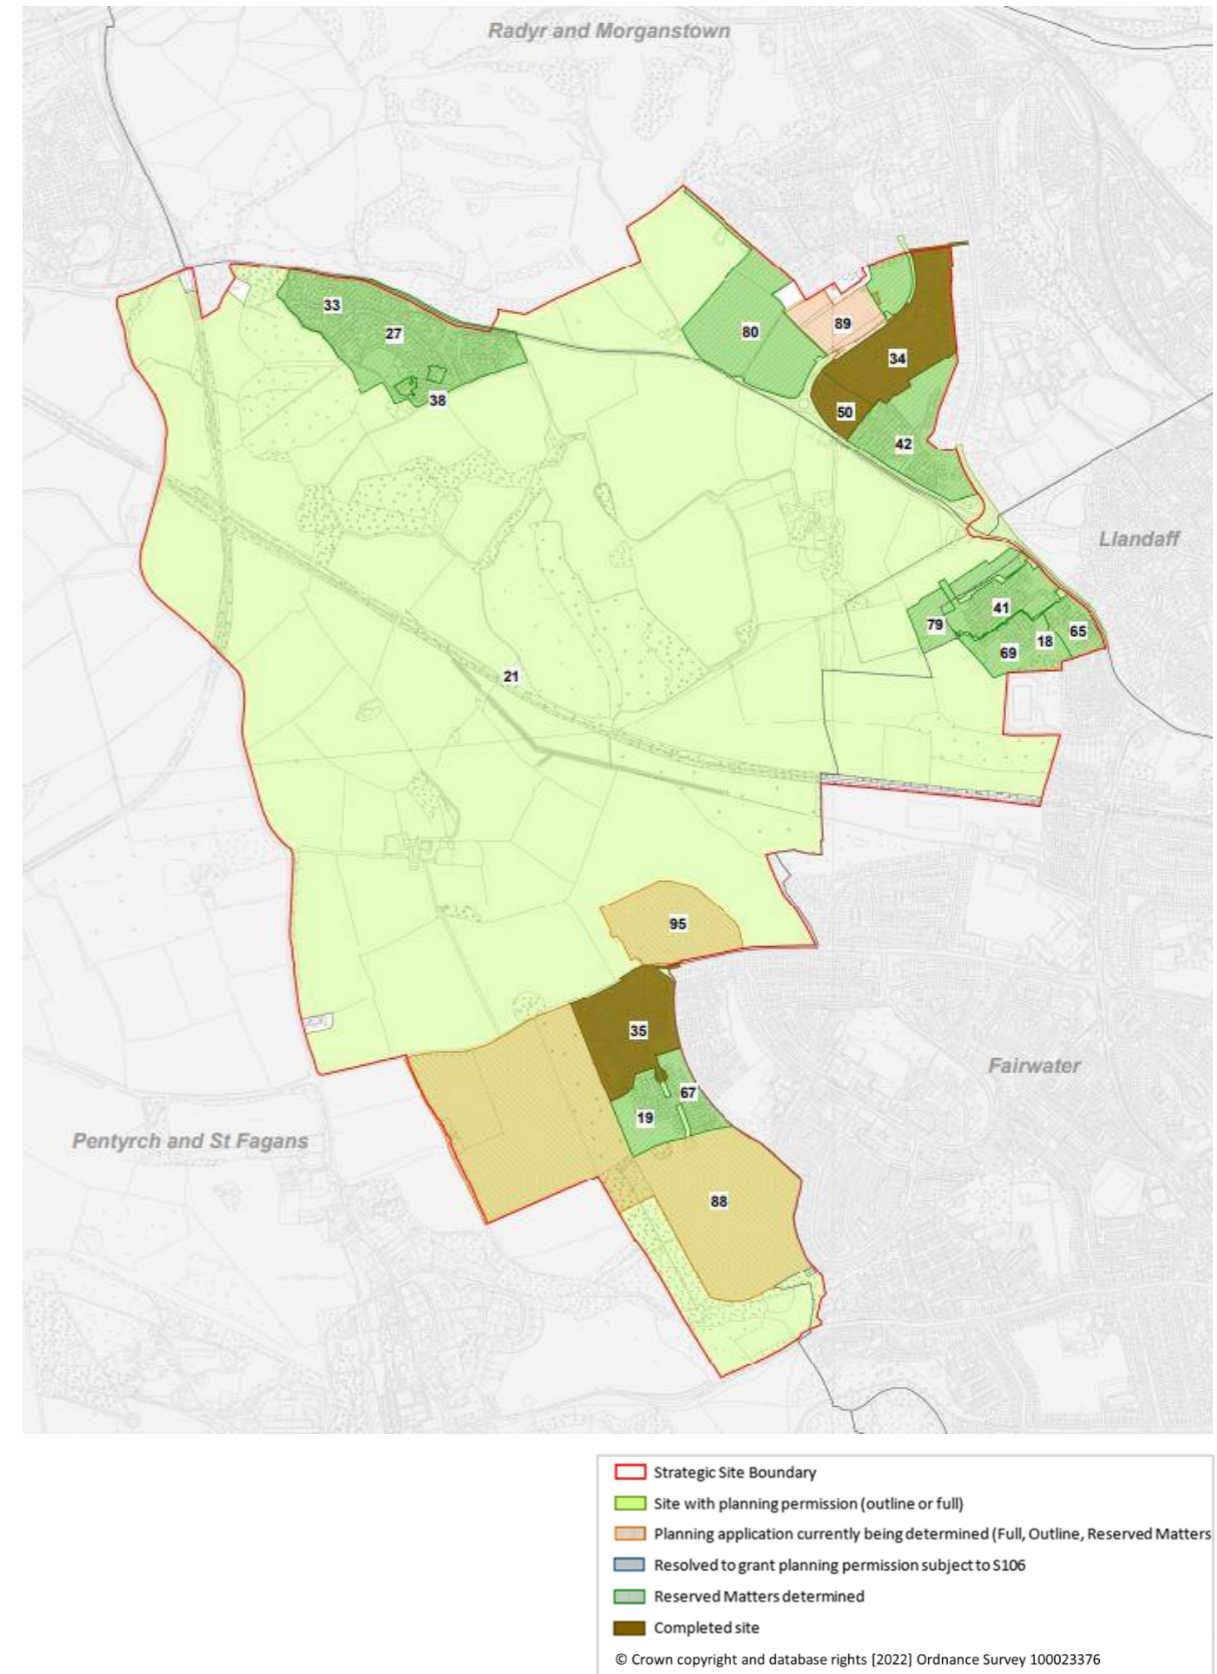 Radyr and Morganstown
33
27
38
80
89
34
50
42
Llandaff
41
79
18
65
69
21
95
35
67
19
Fairwater
Pentyrch and St Fagans
88
Strategic Site Boundary
Site with planning permission (outline or full)
Planning application currently being determined (Full, Outline, Reserved Matters
Resolved to grant planning permission subject to S106
Reserved Matters determined
Completed site
© Crown copyright and database rights [2022] Ordnance Survey 100023376